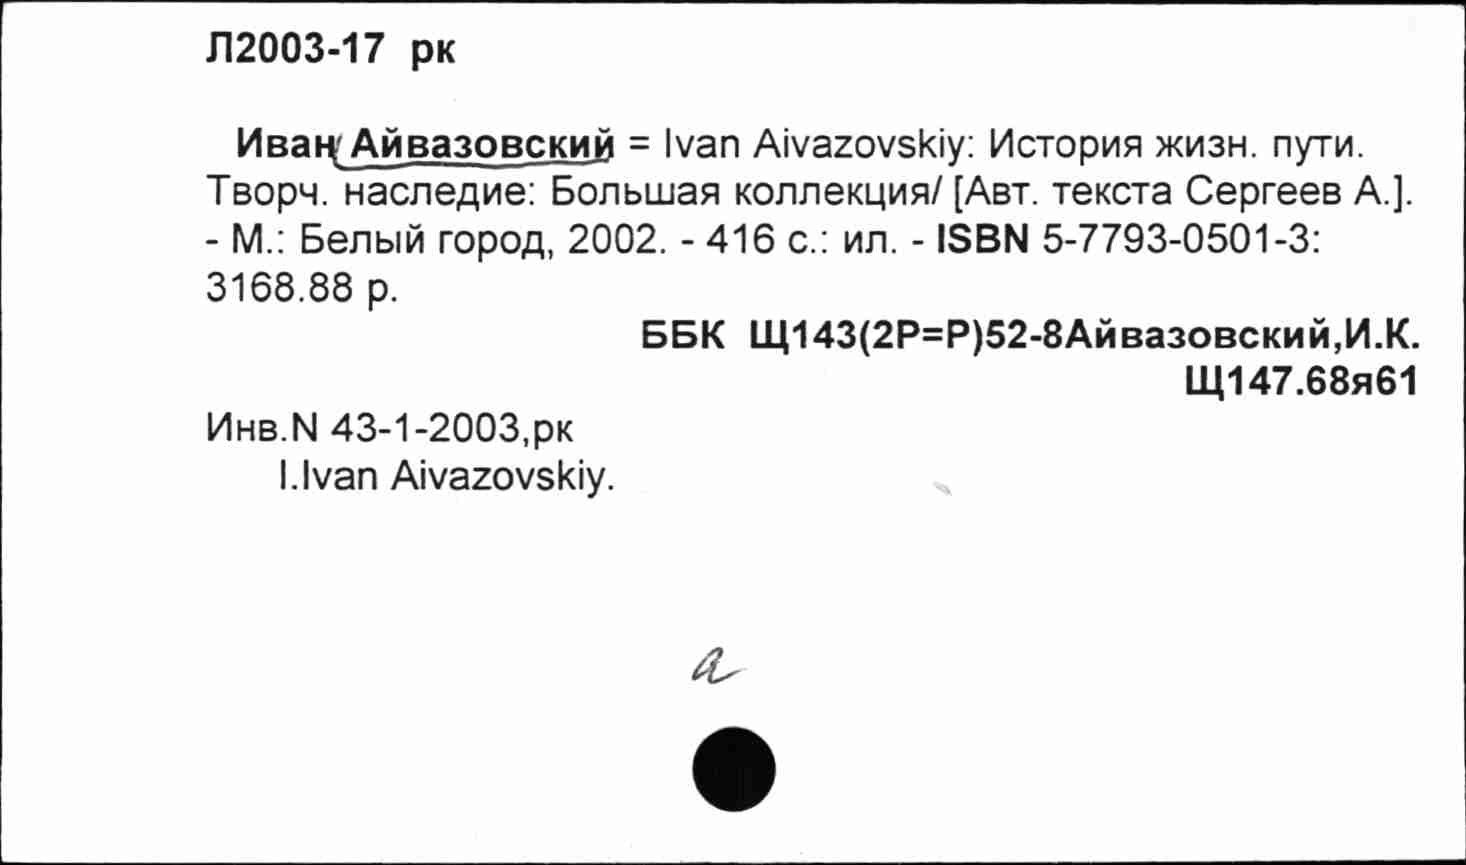 Л2003-17 рк
Иван Айвазовский = Ivan Aivazovskiy: История жизн. пути.
Творч. наследие: Большая коллекция/ [Авт. текста Сергеев А.].
- М.: Белый город, 2002. - 416 с.: ил. - ISBN 5-7793-0501-3:
3168.88 р.
ББК Щ143(2Р=Р)52-8Айвазовский,И.К.
Щ147.68я61
Инв.N 43-1-2003,рк
I.Ivan Aivazovskiy.
а